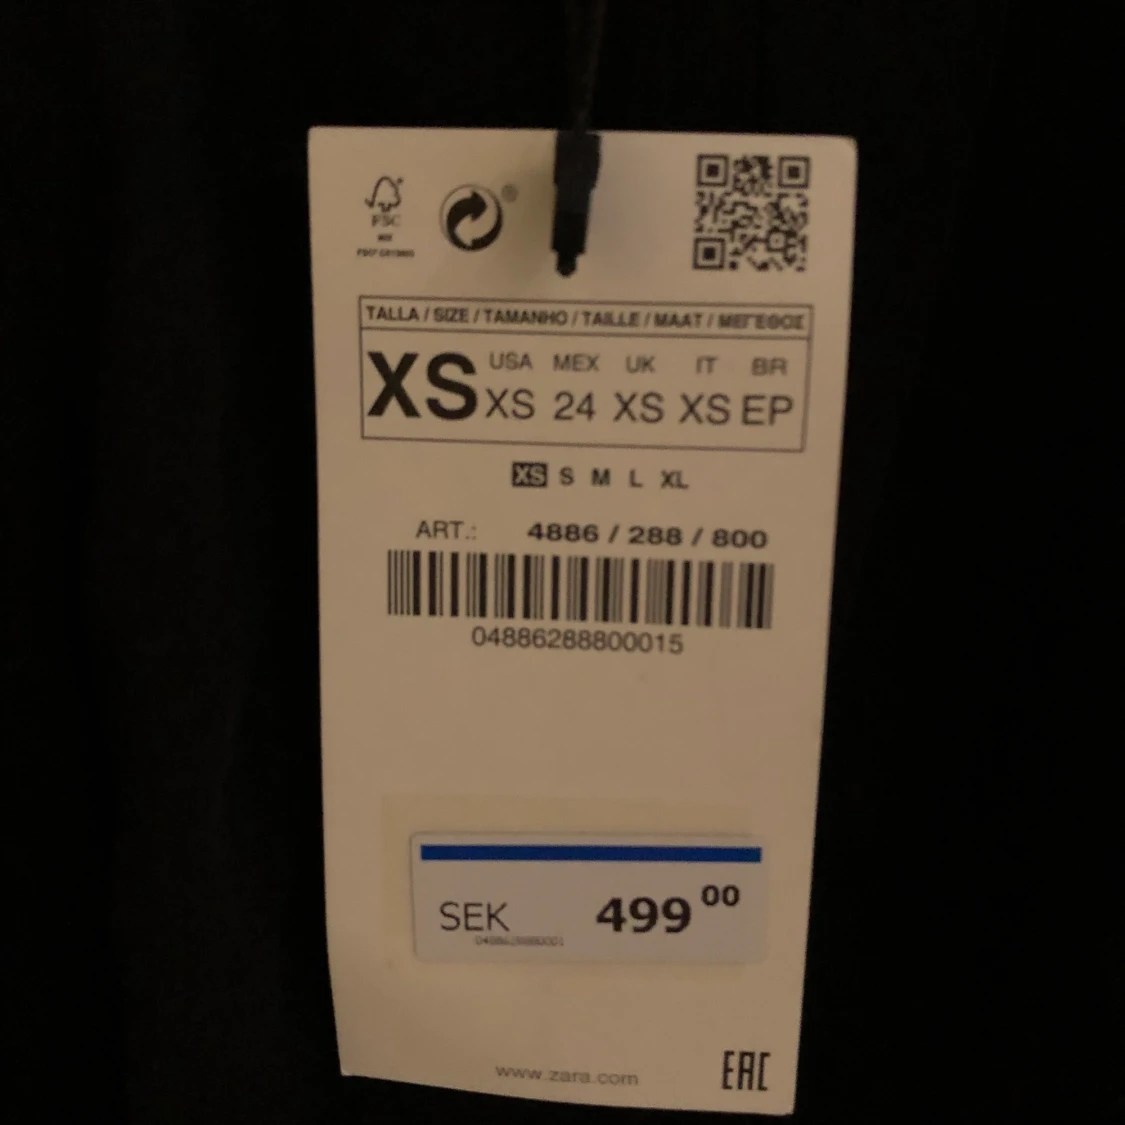 FSC
®
TALLA / SIZE / TAMANHO / TAILLE / MAAT / ΜΕΓΕΘΟΣ
XS USA MEX UK IT BR
XS 24 XS XS EP
XS S M L XL
ART.: 4886 / 288 / 800
04886288800015
SEK 499 00
www.zara.com
EAC